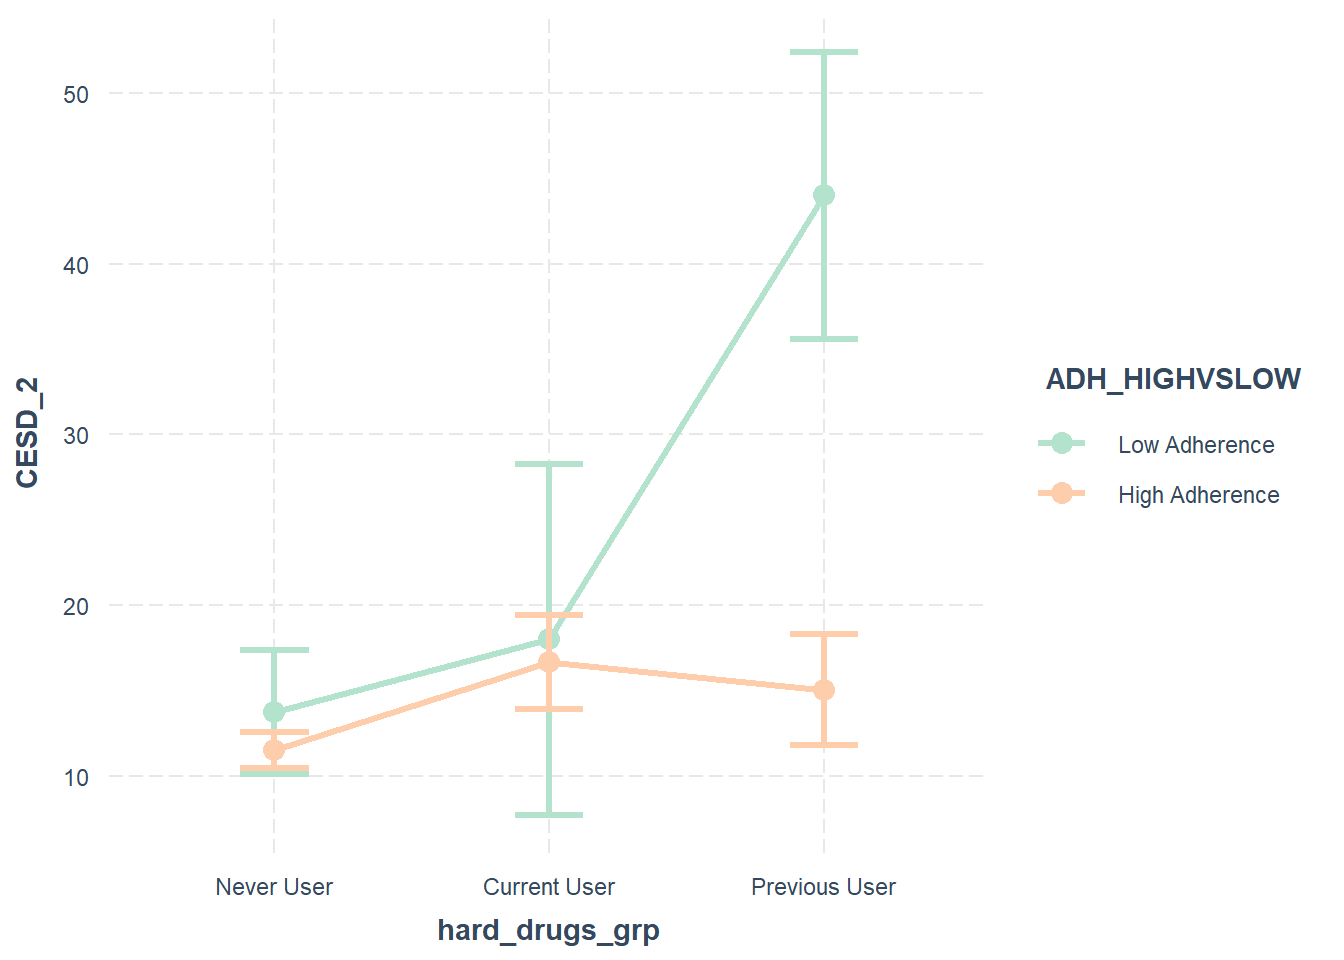 CESD_2
50
40
30
20
10
Never User
Current User
Previous User
hard_drugs_grp
ADH_HIGHVSLOW
Low Adherence
High Adherence